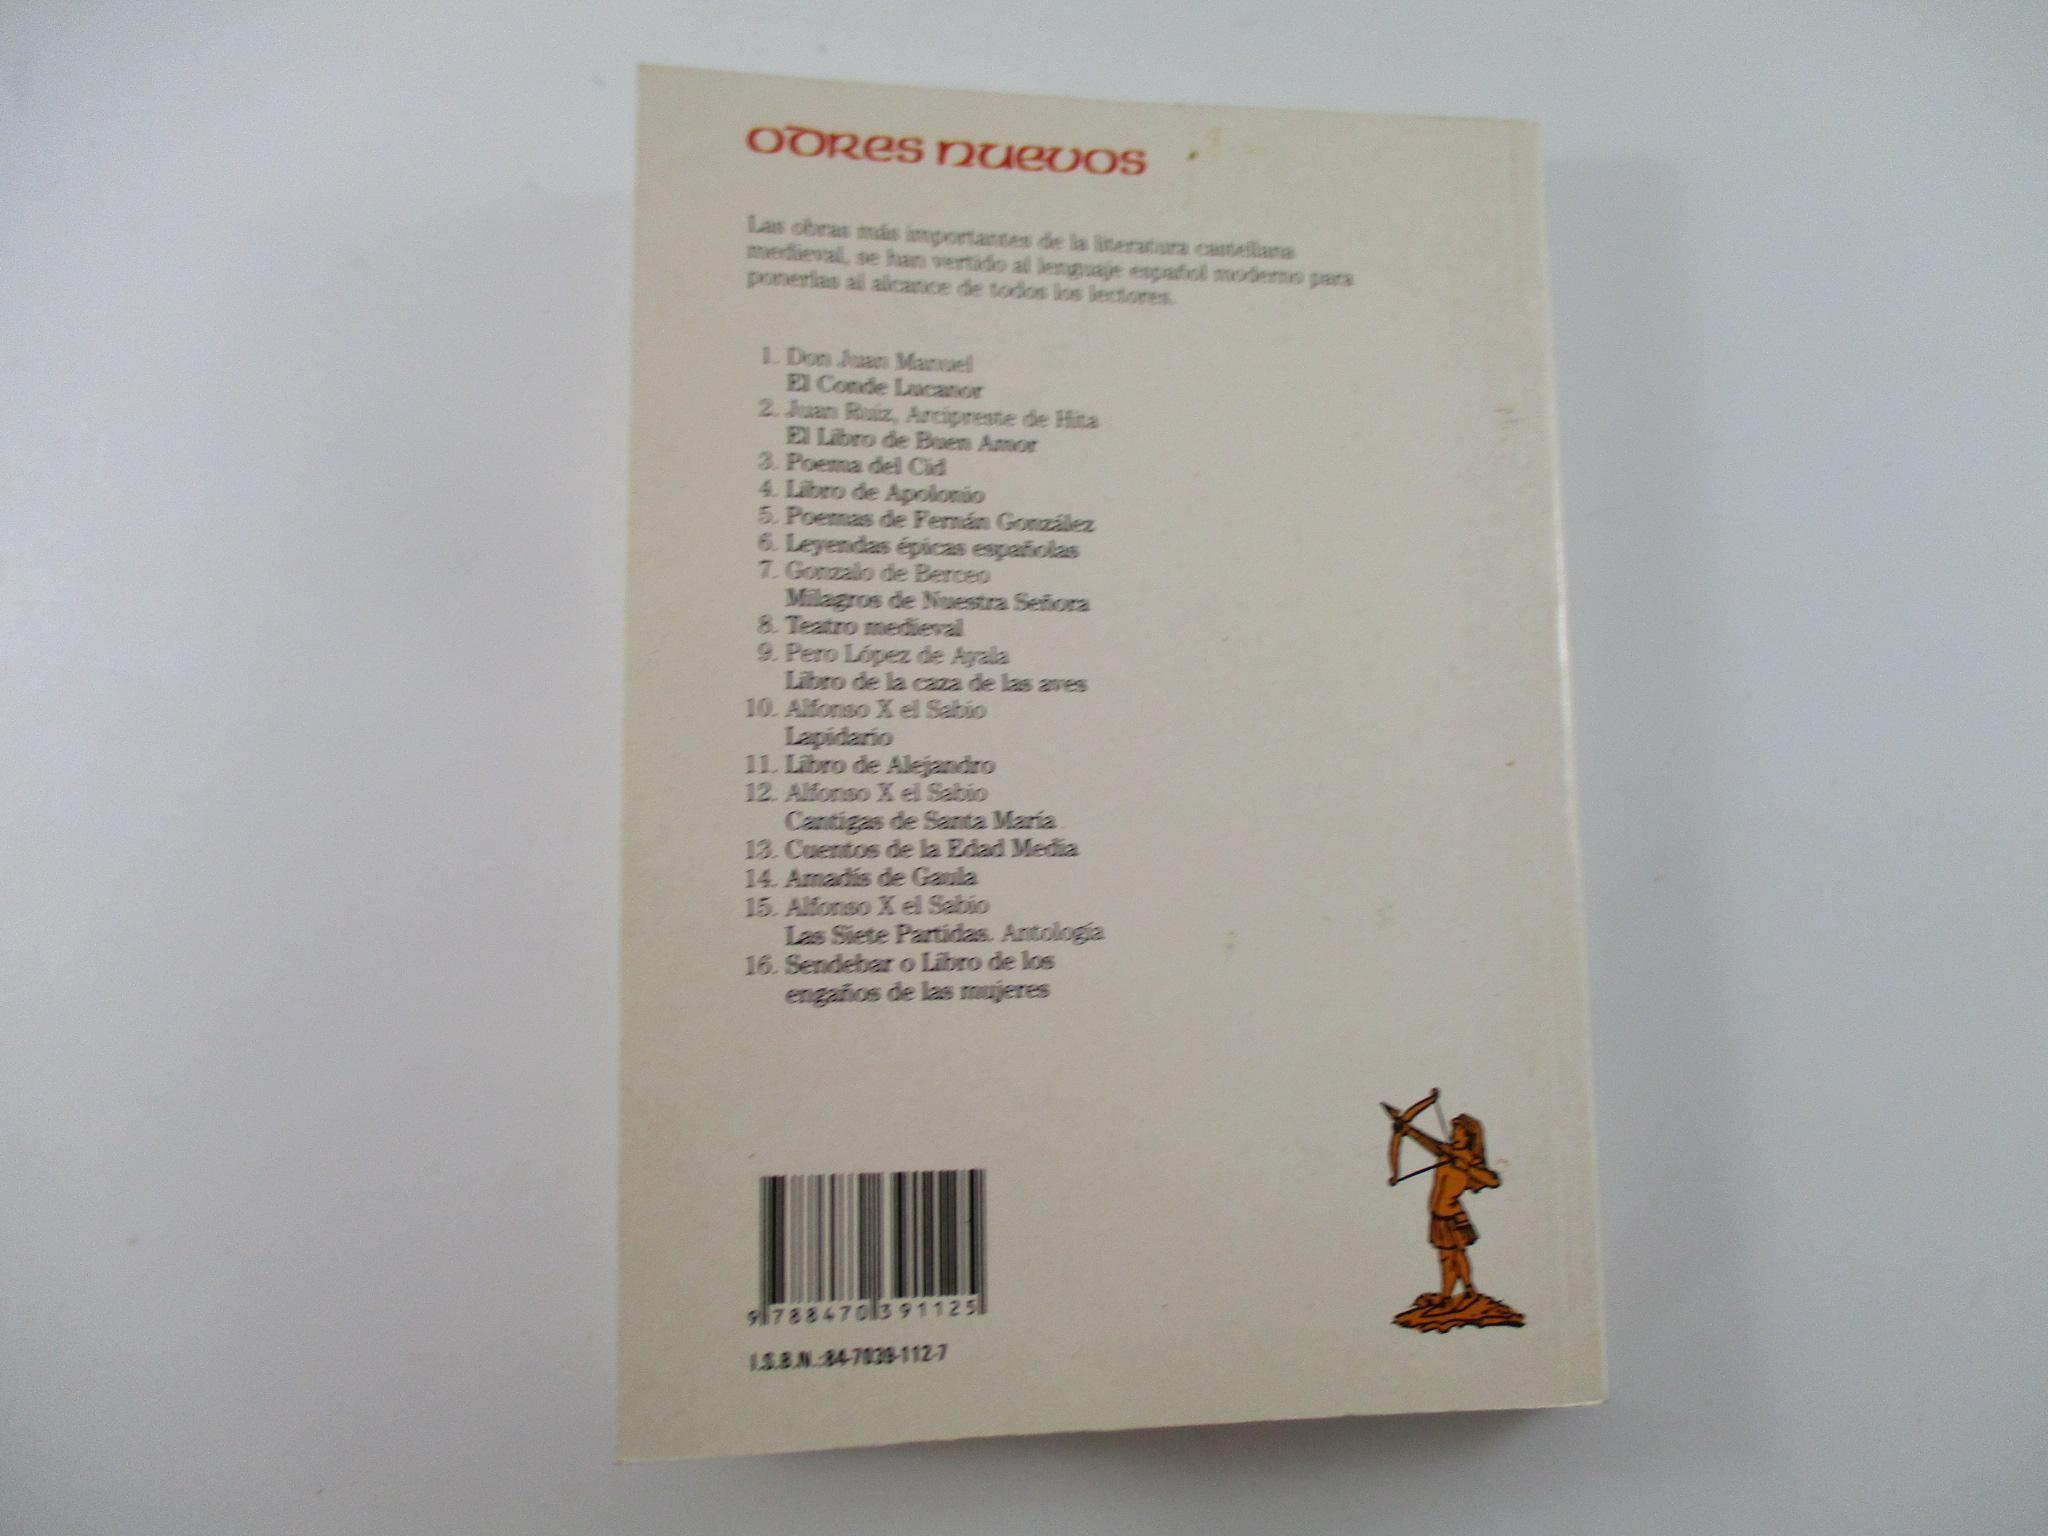 ODRES NUEVOS
Las obras más importantes de la literatura castellana
medieval, se han vertido al lenguaje español moderno para
ponerlas al alcance de todos los lectores.
1. Don Juan Manuel
El Conde Lucanor
2. Juan Ruiz, Arcipreste de Hita
El Libro de Buen Amor
3. Poema del Cid
4. Libro de Apolonio
5. Poemas de Fernán González
6. Leyendas épicas españolas
7. Gonzalo de Berceo
Milagros de Nuestra Señora
8. Teatro medieval
9. Pero López de Ayala
Libro de la caza de las aves
10. Alfonso X el Sabio
Lapidario
11. Libro de Alejandro
12. Alfonso X el Sabio
Cantigas de Santa María
13. Cuentos de la Edad Media
14. Amadís de Gaula
15. Alfonso X el Sabio
Las Siete Partidas. Antología
16. Sendebar o Libro de los
engaños de las mujeres
9 788470 391125
I.S.B.N.:84-7039-112-7